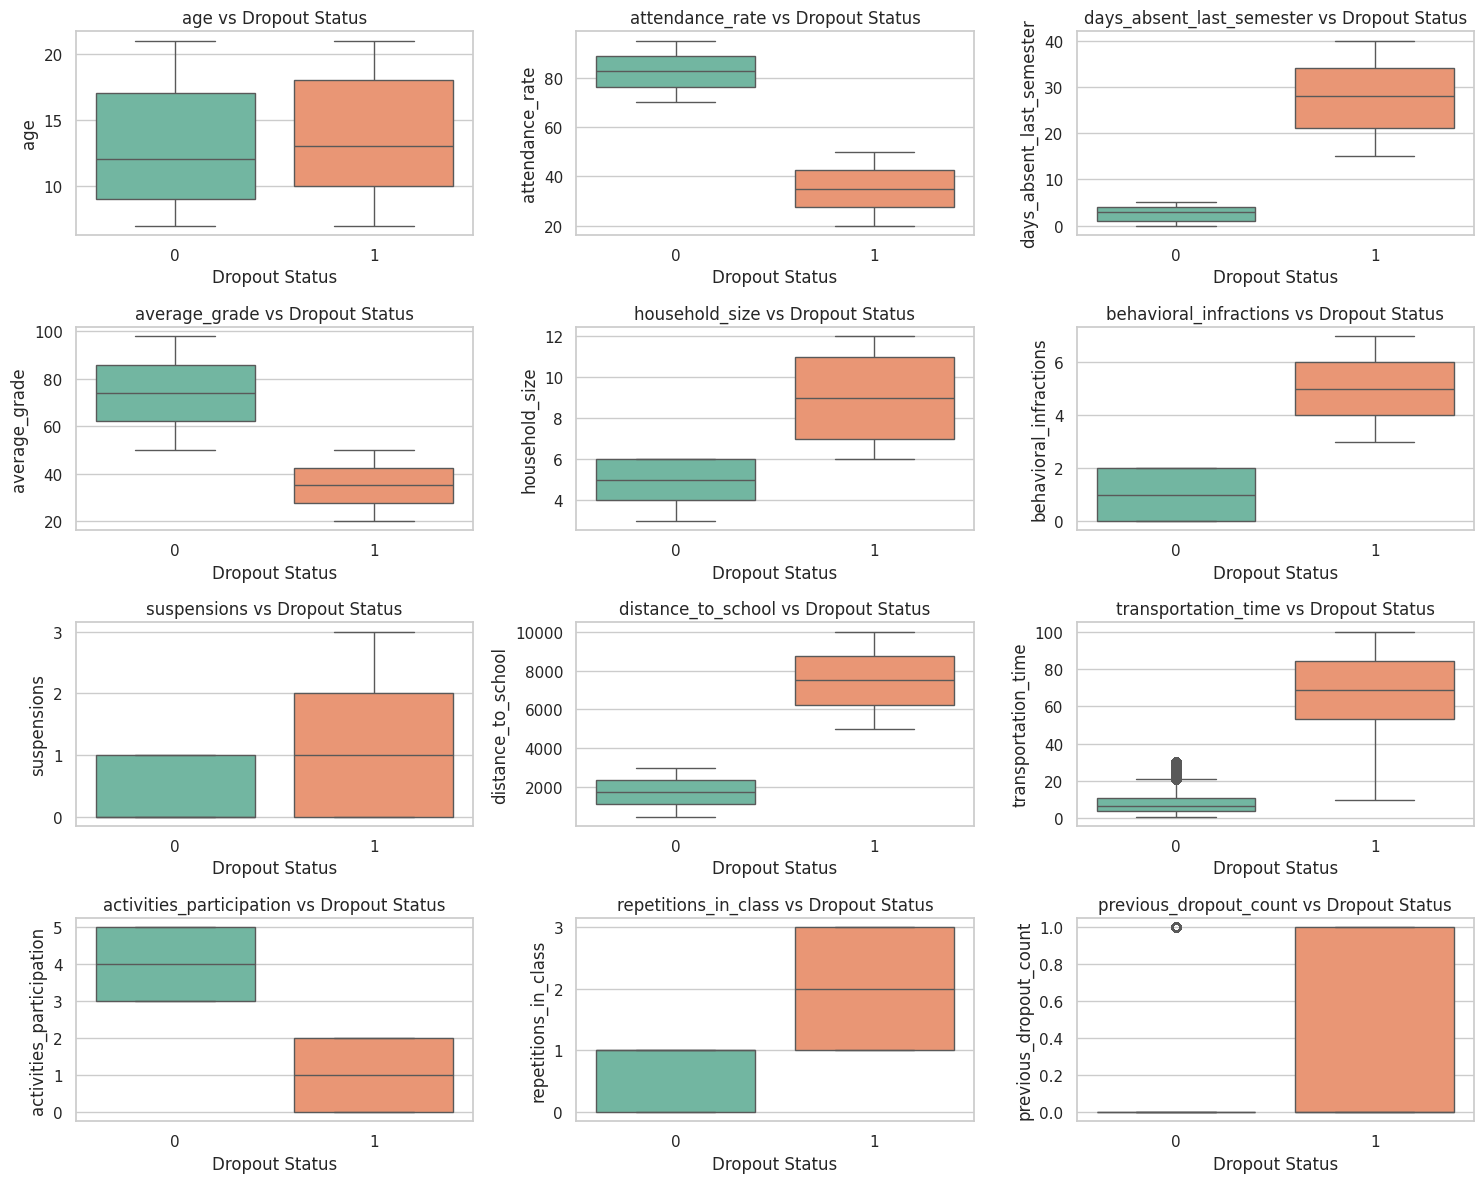 age vs Dropout Status
age
20
15
10
0
1
Dropout Status
attendance_rate vs Dropout Status
attendance_rate
80
60
40
20
0
1
Dropout Status
days_absent_last_semester vs Dropout Status
days_absent_last_semester
40
30
20
10
0
0
1
Dropout Status
average_grade vs Dropout Status
average_grade
100
80
60
40
20
0
1
Dropout Status
household_size vs Dropout Status
household_size
12
10
8
6
4
0
1
Dropout Status
behavioral_infractions vs Dropout Status
behavioral_infractions
6
4
2
0
0
1
Dropout Status
suspensions vs Dropout Status
suspensions
3
2
1
0
0
1
Dropout Status
distance_to_school vs Dropout Status
distance_to_school
10000
8000
6000
4000
2000
0
1
Dropout Status
transportation_time vs Dropout Status
transportation_time
100
80
60
40
20
0
0
1
Dropout Status
activities_participation vs Dropout Status
activities_participation
5
4
3
2
1
0
0
1
Dropout Status
repetitions_in_class vs Dropout Status
repetitions_in_class
3
2
1
0
0
1
Dropout Status
previous_dropout_count vs Dropout Status
previous_dropout_count
1.0
0.8
0.6
0.4
0.2
0.0
0
1
Dropout Status